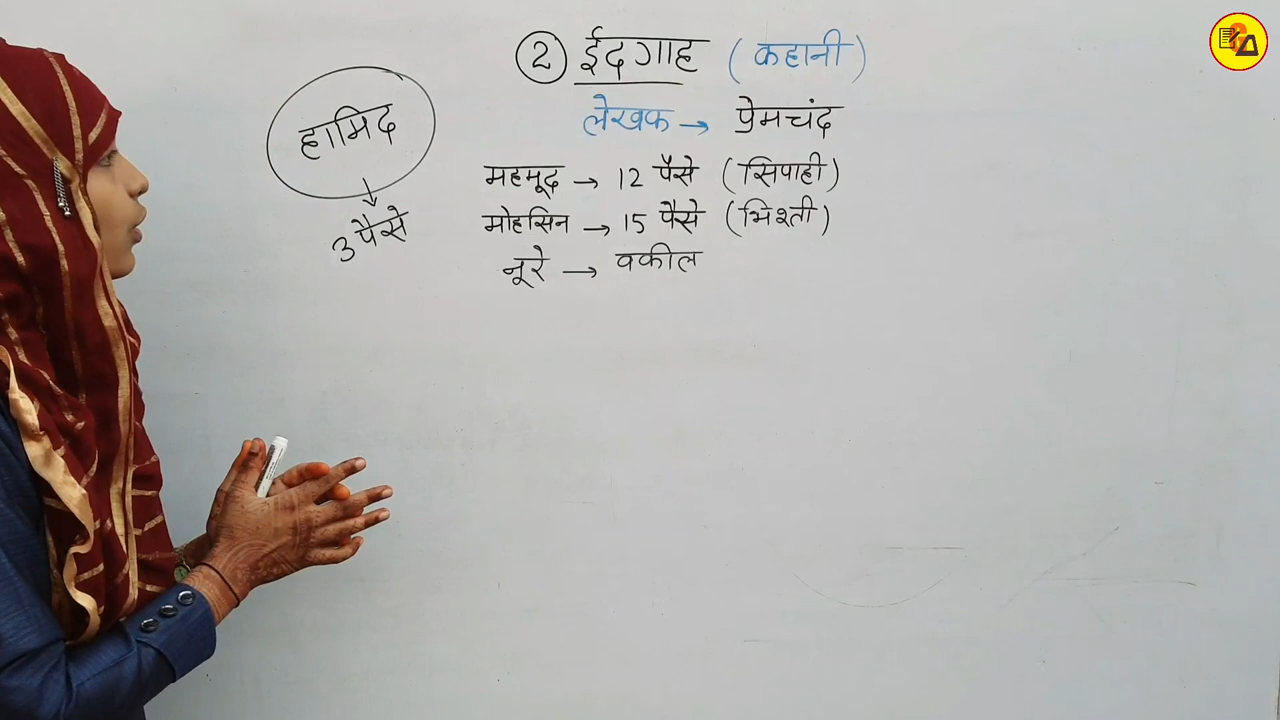 ② ईदगाह (कहानी)
लेखक → प्रेमचंद
हामिद
↓
3 पैसे
महमूद → 12 पैसे (सिपाही)
मोहसिन → 15 पैसे (भिश्ती)
नूरे → वकील